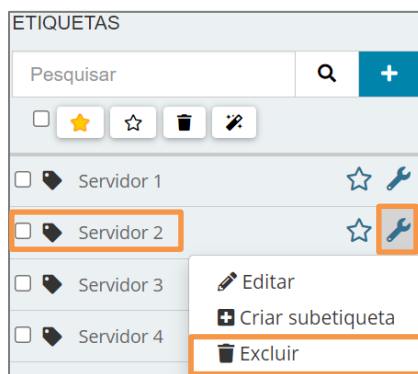 ETIQUETAS
Pesquisar
Servidor 1
Servidor 2
Servidor 3
Editar
Criar subetiqueta
Servidor 4
Excluir